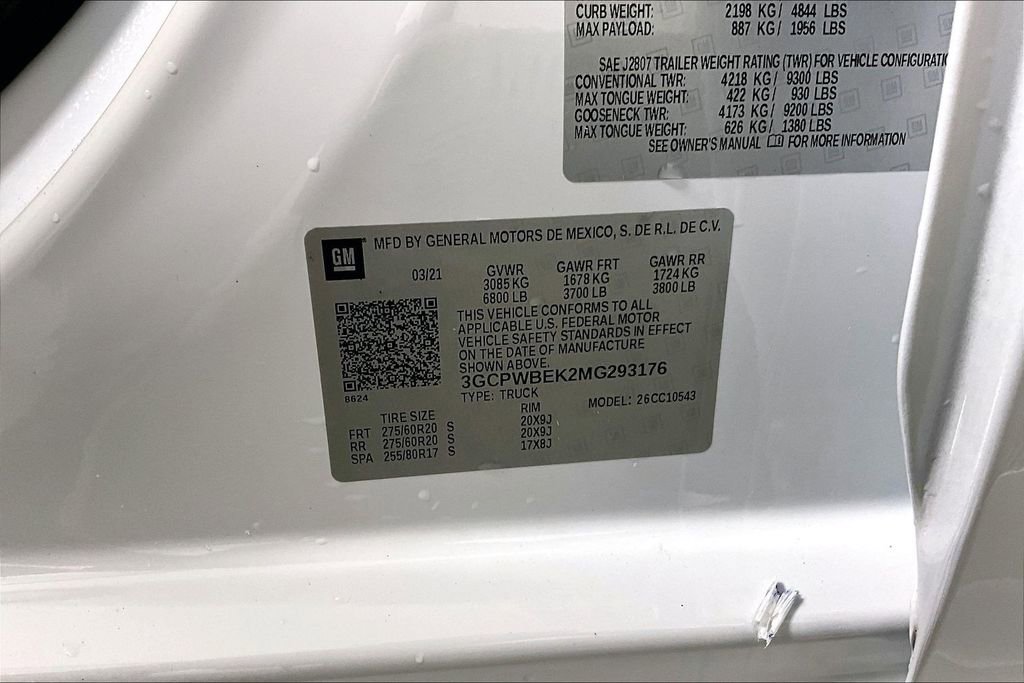 CURB WEIGHT: 2198 KG/ 4844 LBS
MAX PAYLOAD: 887 KG/ 1956 LBS
SAE J2807 TRAILER WEIGHT RATING (TWR) FOR VEHICLE CONFIGURATI
CONVENTIONAL TWR: 4218 KG/ 9300 LBS
MAX TONGUE WEIGHT: 422 KG/ 930 LBS
GOOSENECK TWR: 4173 KG/ 9200 LBS
MAX TONGUE WEIGHT: 626 KG/ 1380 LBS
SEE OWNER'S MANUAL FOR MORE INFORMATION
GM MFD BY GENERAL MOTORS DE MEXICO, S. DE R.L. DE C.V.
03/21 GVWR GAWR FRT GAWR RR
3085 KG 1678 KG 1724 KG
6800 LB 3700 LB 3800 LB
THIS VEHICLE CONFORMS TO ALL
APPLICABLE U.S. FEDERAL MOTOR
VEHICLE SAFETY STANDARDS IN EFFECT
ON THE DATE OF MANUFACTURE
SHOWN ABOVE.
3GCPWBEK2MG293176
8624 TYPE: TRUCK MODEL: 26CC10543
TIRE SIZE RIM
FRT 275/60R20 S 20X9J
RR 275/60R20 S 20X9J
SPA 255/80R17 S 17X8J